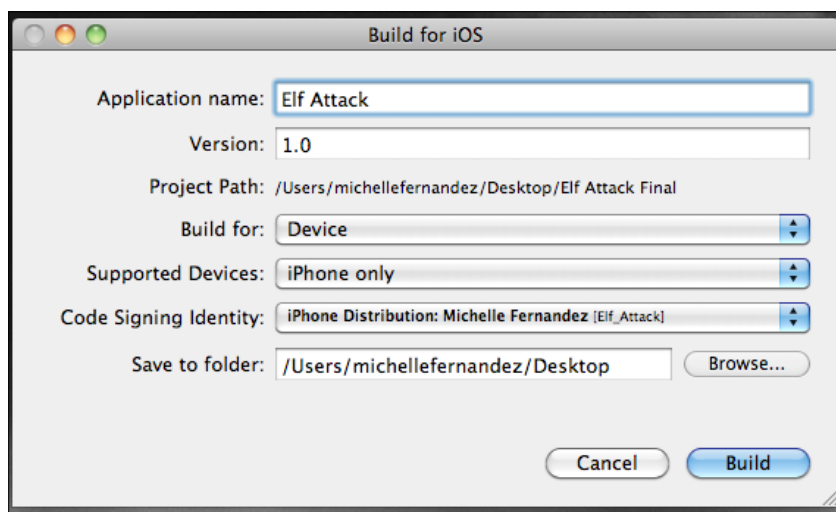 Build for iOS
Application name: Elf Attack
Version: 1.0
Project Path: /Users/michellefernandez/Desktop/Elf Attack Final
Build for: Device
Supported Devices: iPhone only
Code Signing Identity: iPhone Distribution: Michelle Fernandez [Elf_Attack]
Save to folder: /Users/michellefernandez/Desktop Browse...
Cancel Build